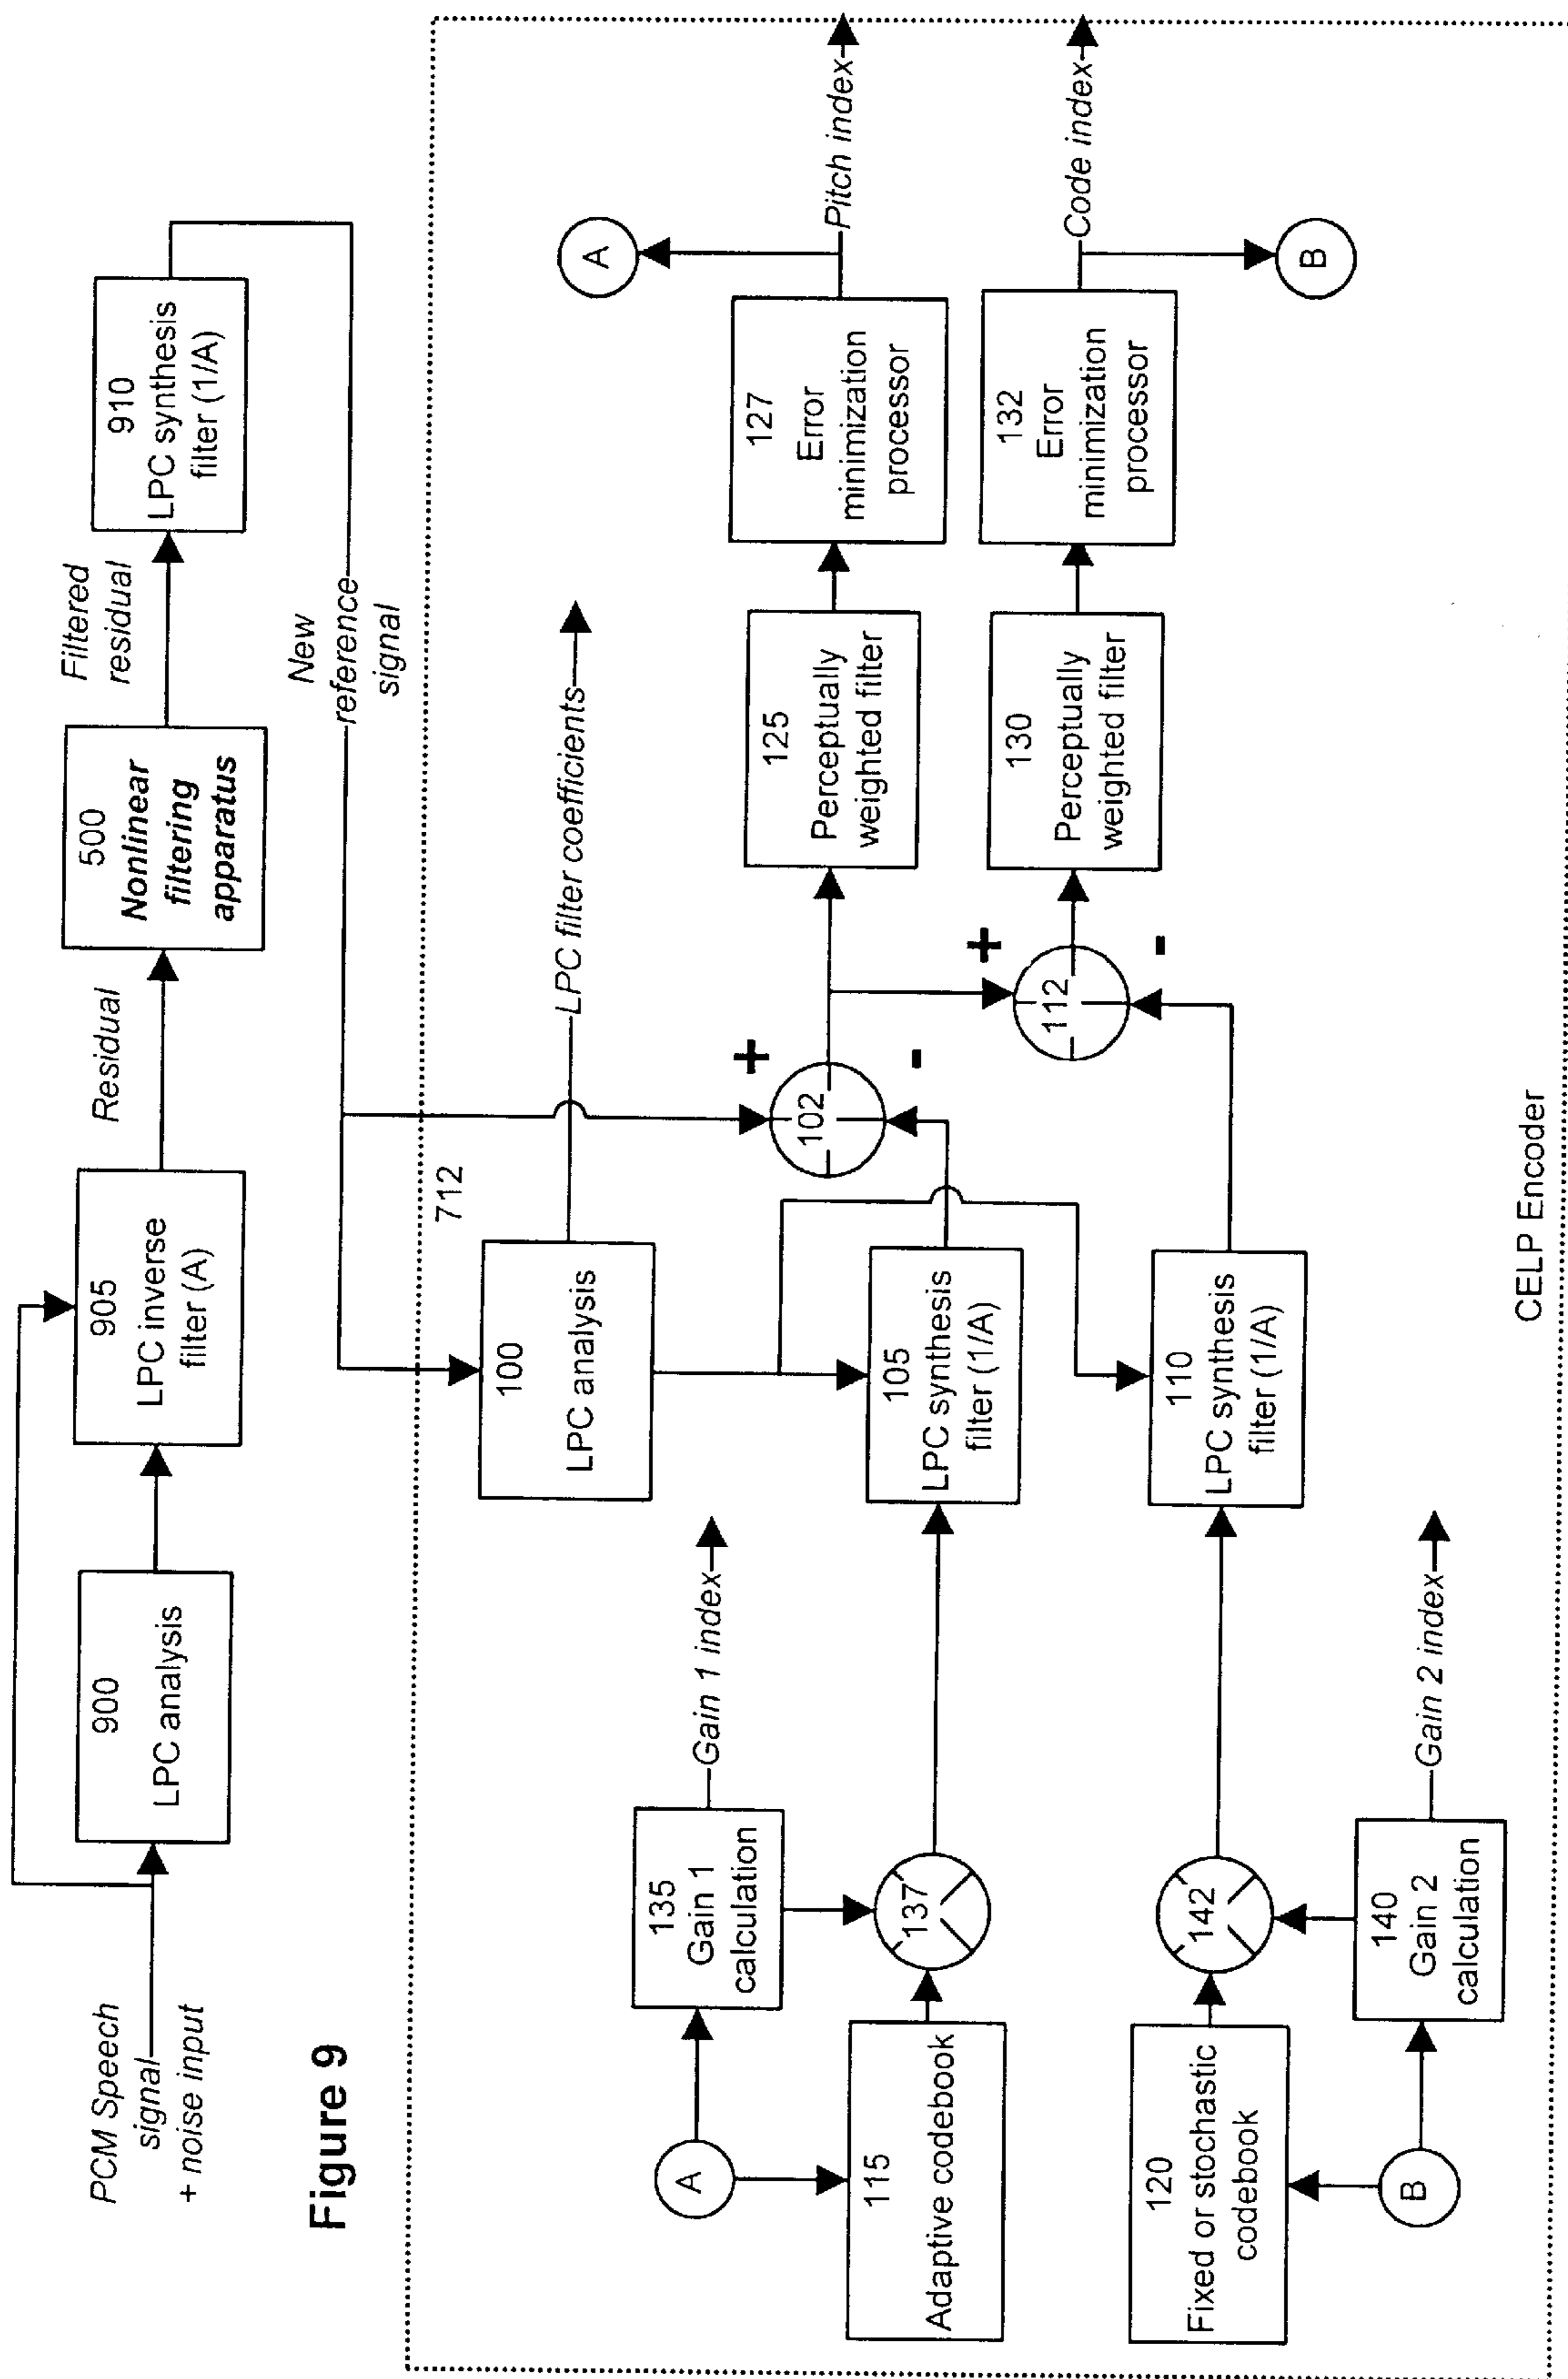 PCM Speech
signal
+ noise input
900
LPC analysis
905
LPC inverse
filter (A)
Residual
500
Nonlinear
filtering
apparatus
Filtered
residual
910
LPC synthesis
filter (1/A)
New
reference
signal
Figure 9
712
100
LPC analysis
LPC filter coefficients
A
135
Gain 1
calculation
Gain 1 index
115
Adaptive codebook
137
105
LPC synthesis
filter (1/A)
102
+
-
125
Perceptually
weighted filter
127
Error
minimization
processor
A
Pitch index
120
Fixed or stochastic
codebook
142
110
LPC synthesis
filter (1/A)
112
+
-
130
Perceptually
weighted filter
132
Error
minimization
processor
Code index
B
B
140
Gain 2
calculation
Gain 2 index
CELP Encoder